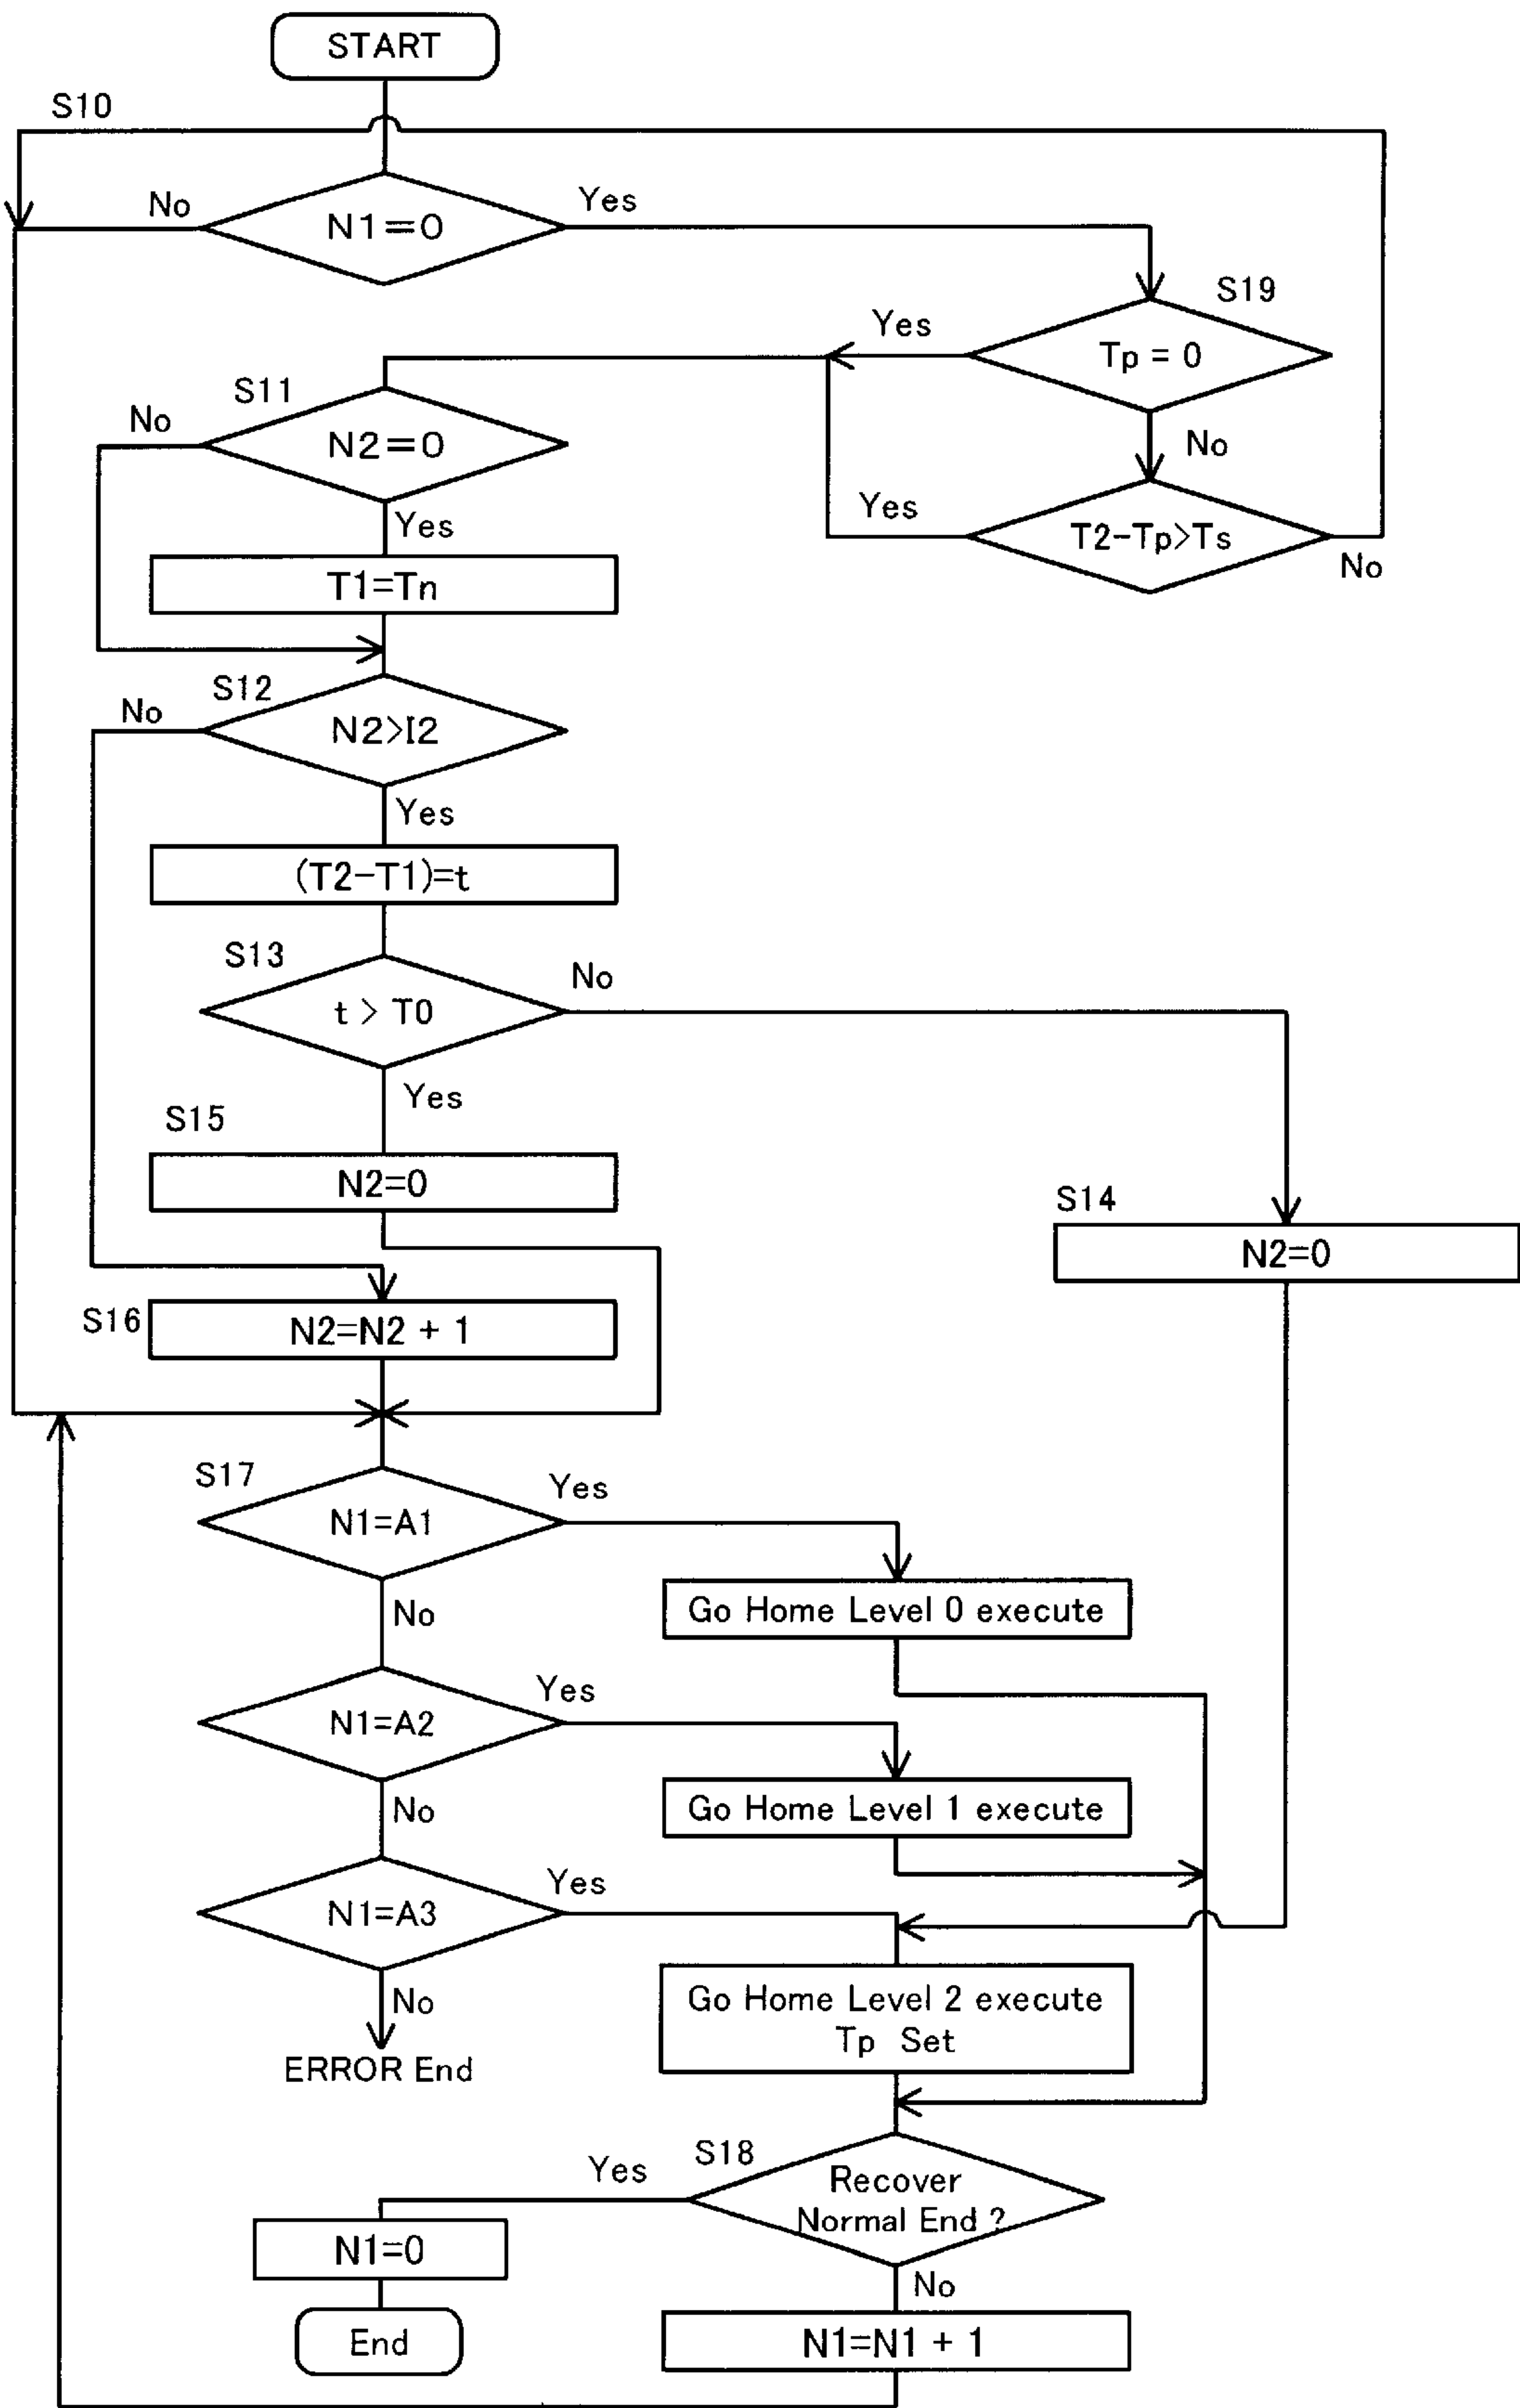 START
S10
No
N1=0
Yes
S19
Yes
Tp = 0
S11
No
N2=0
No
Yes
T2-Tp>Ts
No
Yes
T1=Tn
S12
No
N2>I2
Yes
(T2-T1)=t
S13
No
t > T0
Yes
S15
N2=0
S14
N2=0
S16
N2=N2 + 1
S17
Yes
N1=A1
No
Go Home Level 0 execute
Yes
N1=A2
No
Go Home Level 1 execute
Yes
N1=A3
No
Go Home Level 2 execute
Tp Set
ERROR End
S18
Yes
Recover
Normal End ?
N1=0
No
End
N1=N1 + 1